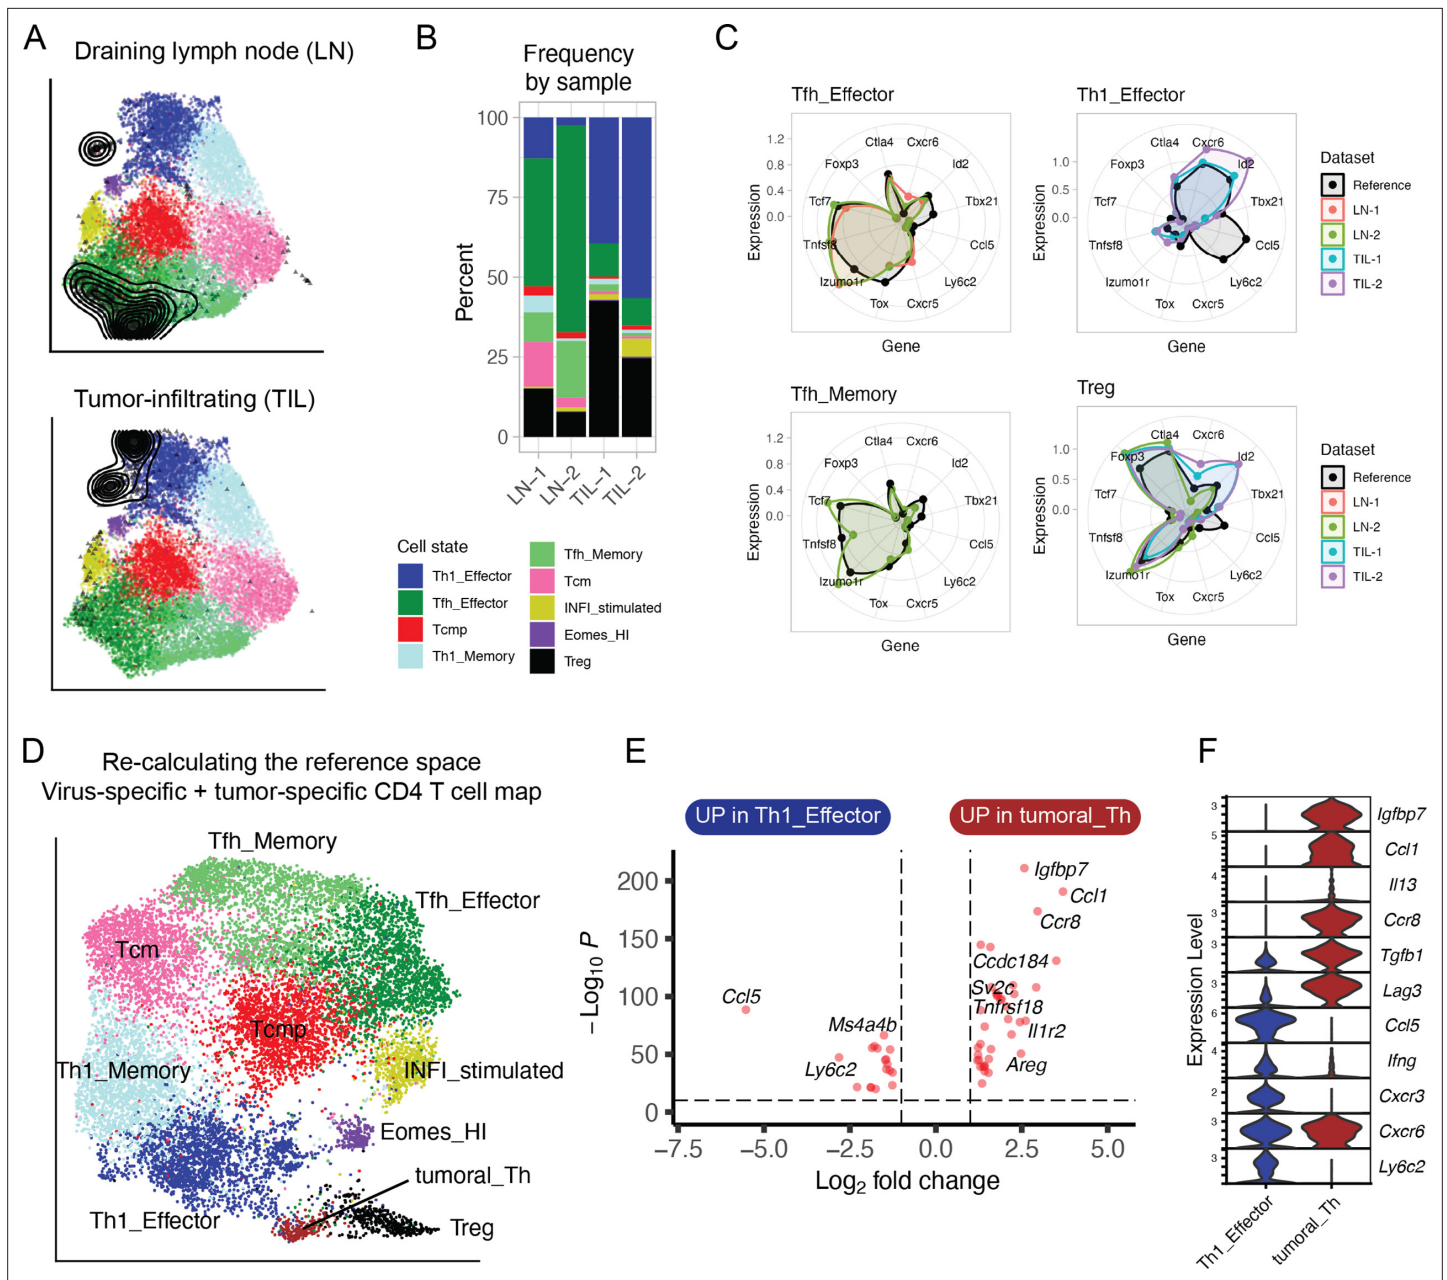 A
Draining lymph node (LN)
Tumor-infiltrating (TIL)
B
Frequency
by sample
100
75
50
25
0
Percent
LN-1
LN-2
TIL-1
TIL-2
Cell state
Th1_Effector
Tfh_Effector
Tcmp
Th1_Memory
Tfh_Memory
Tcm
INFI_stimulated
Eomes_HI
Treg
C
Tfh_Effector
Expression
1.2
0.8
0.4
0.0
Ctla4
Cxcr6
Foxp3
Id2
Tcf7
Tbx21
Tnfsf8
Ccl5
Izumo1r
Ly6c2
Tox
Cxcr5
Gene
Th1_Effector
Expression
1.0
0.5
0.0
Ctla4
Cxcr6
Foxp3
Id2
Tcf7
Tbx21
Tnfsf8
Ccl5
Izumo1r
Ly6c2
Tox
Cxcr5
Gene
Dataset
Reference
LN-1
LN-2
TIL-1
TIL-2
Tfh_Memory
Expression
1.2
0.8
0.4
0.0
Ctla4
Cxcr6
Foxp3
Id2
Tcf7
Tbx21
Tnfsf8
Ccl5
Izumo1r
Ly6c2
Tox
Cxcr5
Gene
Treg
Expression
1.0
0.5
0.0
Ctla4
Cxcr6
Foxp3
Id2
Tcf7
Tbx21
Tnfsf8
Ccl5
Izumo1r
Ly6c2
Tox
Cxcr5
Gene
Dataset
Reference
LN-1
LN-2
TIL-1
TIL-2
D
Re-calculating the reference space
Virus-specific + tumor-specific CD4 T cell map
Tfh_Memory
Tfh_Effector
Tcm
Tcmp
Th1_Memory
INFI_stimulated
Eomes_HI
tumoral_Th
Th1_Effector
Treg
E
UP in Th1_Effector
UP in tumoral_Th
−Log10 P
200
150
100
50
0
Igfbp7
Ccl1
Ccr8
Ccdc184
Sv2c
Tnfrsf18
Il1r2
Areg
Ccl5
Ms4a4b
Ly6c2
−7.5
−5.0
−2.5
0.0
2.5
5.0
Log2 fold change
F
Expression Level
3
Igfbp7
5
Ccl1
4
Il13
3
Ccr8
3
Tgfb1
3
Lag3
6
Ccl5
4
Ifng
2
Cxcr3
3
Cxcr6
3
Ly6c2
Th1_Effector
tumoral_Th